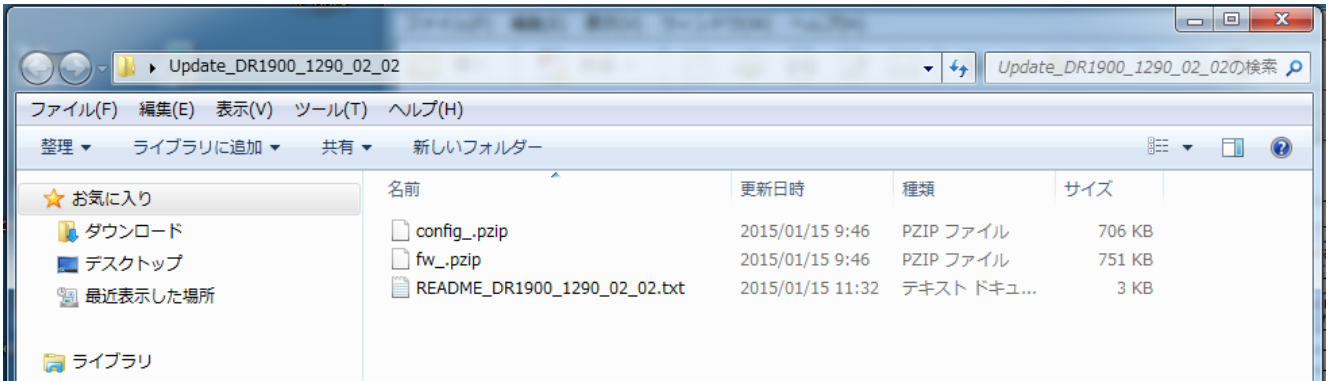 Update_DR1900_1290_02_02
Update_DR1900_1290_02_02の検索
ファイル(F) 編集(E) 表示(V) ツール(T) ヘルプ(H)
整理 ライブラリに追加 共有 新しいフォルダー
お気に入り
ダウンロード
デスクトップ
最近表示した場所
ライブラリ
名前 更新日時 種類 サイズ
config_.pzip 2015/01/15 9:46 PZIP ファイル 706 KB
fw_.pzip 2015/01/15 9:46 PZIP ファイル 751 KB
README_DR1900_1290_02_02.txt 2015/01/15 11:32 テキスト ドキュ... 3 KB